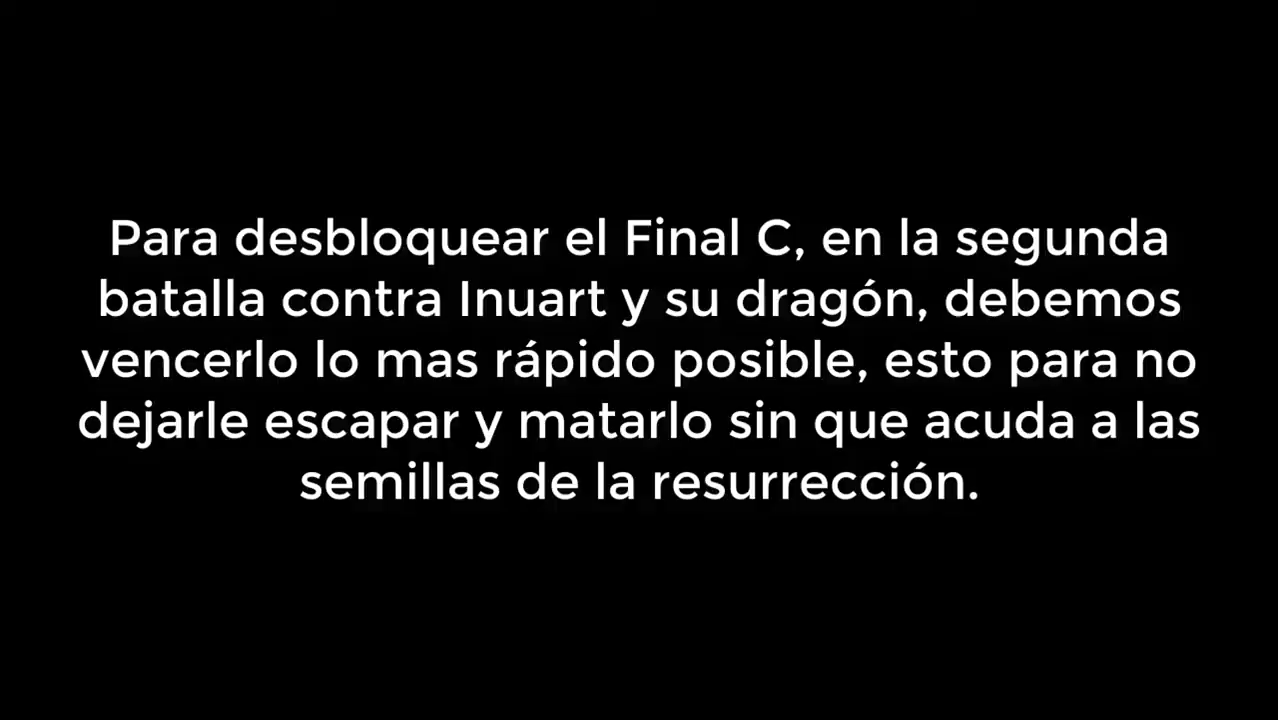 Para desbloquear el Final C, en la segunda
batalla contra Inuart y su dragón, debemos
vencerlo lo mas rápido posible, esto para no
dejarle escapar y matarlo sin que acuda a las
semillas de la resurrección.